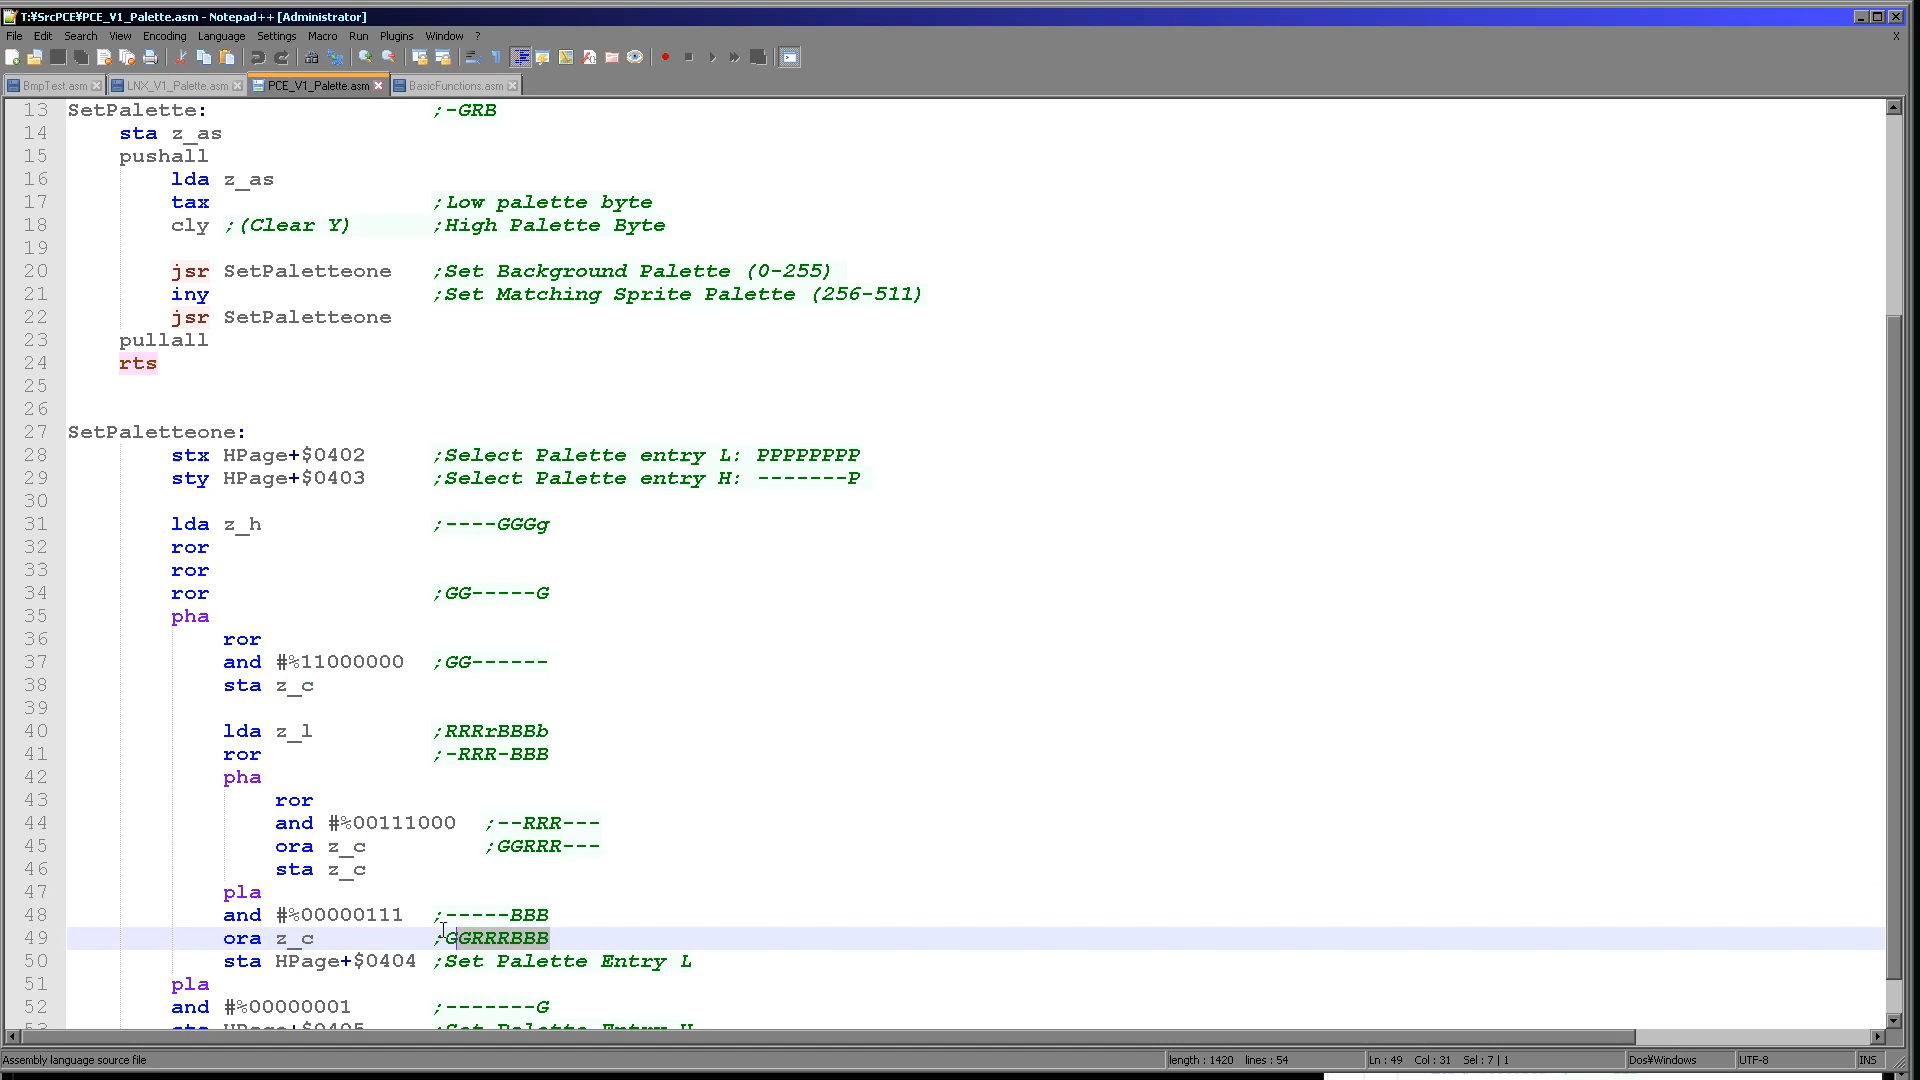 T:¥SrcPCE¥PCE_V1_Palette.asm - Notepad++ [Administrator]
File Edit Search View Encoding Language Settings Macro Run Plugins Window ? X
BmpTest.asm LNX_V1_Palette.asm PCE_V1_Palette.asm BasicFunctions.asm
13 SetPalette: ;-GRB
14 sta z_as
15 pushall
16 lda z_as
17 tax ;Low palette byte
18 cly ;(Clear Y) ;High Palette Byte
19
20 jsr SetPaletteone ;Set Background Palette (0-255)
21 iny ;Set Matching Sprite Palette (256-511)
22 jsr SetPaletteone
23 pullall
24 rts
25
26
27 SetPaletteone:
28 stx HPage+$0402 ;Select Palette entry L: PPPPPPPP
29 sty HPage+$0403 ;Select Palette entry H: -------P
30
31 lda z_h ;----GGGg
32 ror
33 ror
34 ror ;GG-----G
35 pha
36 ror
37 and #%11000000 ;GG------
38 sta z_c
39
40 lda z_l ;RRRrBBBb
41 ror ;-RRR-BBB
42 pha
43 ror
44 and #%00111000 ;--RRR---
45 ora z_c ;GGRRR---
46 sta z_c
47 pla
48 and #%00000111 ;-----BBB
49 ora z_c ;GGRRRBBB
50 sta HPage+$0404 ;Set Palette Entry L
51 pla
52 and #%00000001 ;-------G
53 sta HPage+$0405 ;Set Palette Entry H
Assembly language source file length : 1420 lines : 54 Ln : 49 Col : 31 Sel : 7 | 1 Dos¥Windows UTF-8 INS